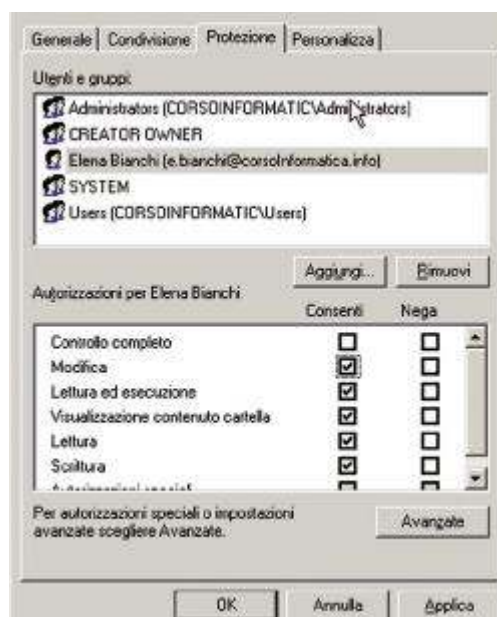 Generale Condivisione Protezione Personalizza
Utenti e gruppi:
Administrators (CORSOINFORMATIC\Administrators)
CREATOR OWNER
Elena Bianchi (e.bianchi@corsoInformatica.info)
SYSTEM
Users (CORSOINFORMATIC\Users)
Aggiungi... Rimuovi
Autorizzazioni per Elena Bianchi
Consenti Nega
Controllo completo
Modifica
Lettura ed esecuzione
Visualizzazione contenuto cartella
Lettura
Scrittura
Per autorizzazioni speciali o impostazioni
avanzate scegliere Avanzate.
Avanzate
OK Annulla Applica